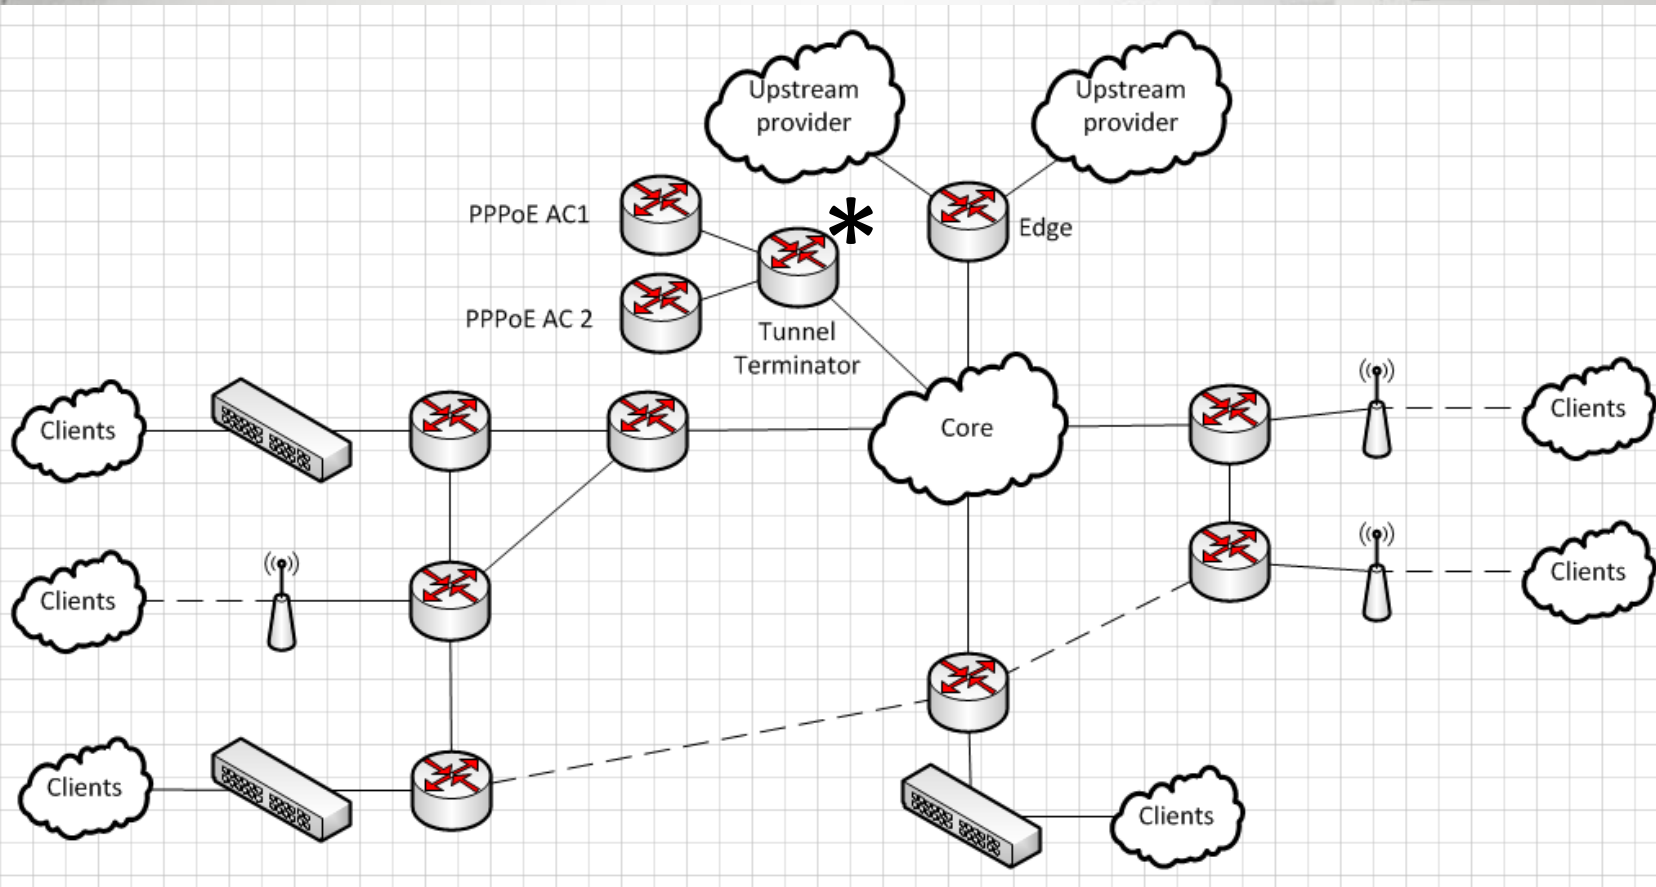 Upstream
provider
Upstream
provider
PPPoE AC1
*
Edge
PPPoE AC 2
Tunnel
Terminator
Clients
Core
Clients
Clients
Clients
Clients
Clients